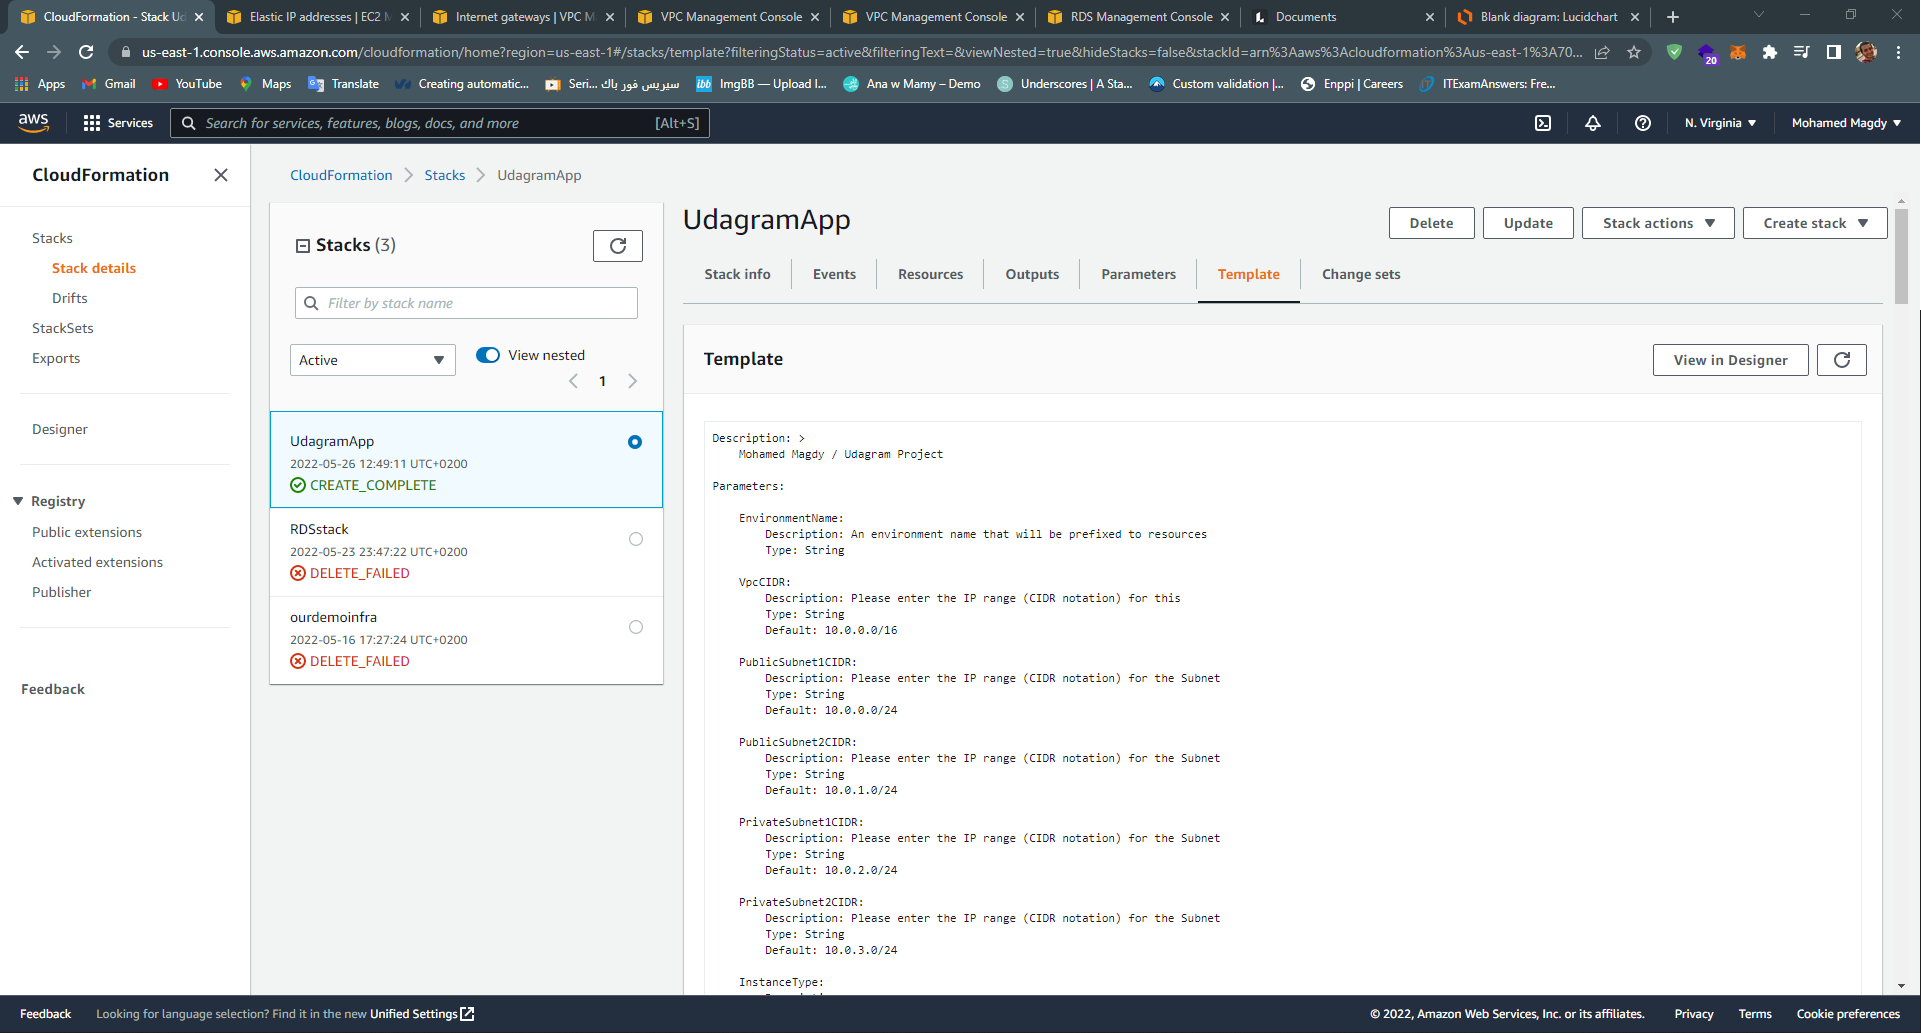 CloudFormation - Stack Ud
Elastic IP addresses | EC2 M
Internet gateways | VPC M
VPC Management Console
VPC Management Console
RDS Management Console
Documents
Blank diagram: Lucidchart
us-east-1.console.aws.amazon.com/cloudformation/home?region=us-east-1#/stacks/template?filteringStatus=active&filteringText=&viewNested=true&hideStacks=false&stackId=arn%3Aaws%3Acloudformation%3Aus-east-1%3A70...
20
Apps
Gmail
YouTube
Maps
Translate
Creating automatic...
Seri... سيريس فور باك
ibb
ImgBB — Upload I...
Ana w Mamy – Demo
Underscores | A Sta...
Custom validation |...
Enppi | Careers
ITExamAnswers: Fre...
aws
Services
Search for services, features, blogs, docs, and more
[Alt+S]
N. Virginia
Mohamed Magdy
CloudFormation
Stacks
Stack details
Drifts
StackSets
Exports
Designer
Registry
Public extensions
Activated extensions
Publisher
Feedback
CloudFormation
Stacks
UdagramApp
Stacks (3)
Filter by stack name
Active
View nested
1
UdagramApp
2022-05-26 12:49:11 UTC+0200
CREATE_COMPLETE
RDSstack
2022-05-23 23:47:22 UTC+0200
DELETE_FAILED
ourdemoinfra
2022-05-16 17:27:24 UTC+0200
DELETE_FAILED
UdagramApp
Delete
Update
Stack actions
Create stack
Stack info
Events
Resources
Outputs
Parameters
Template
Change sets
Template
View in Designer
Description: >
Mohamed Magdy / Udagram Project
Parameters:
EnvironmentName:
Description: An environment name that will be prefixed to resources
Type: String
VpcCIDR:
Description: Please enter the IP range (CIDR notation) for this
Type: String
Default: 10.0.0.0/16
PublicSubnet1CIDR:
Description: Please enter the IP range (CIDR notation) for the Subnet
Type: String
Default: 10.0.0.0/24
PublicSubnet2CIDR:
Description: Please enter the IP range (CIDR notation) for the Subnet
Type: String
Default: 10.0.1.0/24
PrivateSubnet1CIDR:
Description: Please enter the IP range (CIDR notation) for the Subnet
Type: String
Default: 10.0.2.0/24
PrivateSubnet2CIDR:
Description: Please enter the IP range (CIDR notation) for the Subnet
Type: String
Default: 10.0.3.0/24
InstanceType:
Feedback
Looking for language selection? Find it in the new Unified Settings
© 2022, Amazon Web Services, Inc. or its affiliates.
Privacy
Terms
Cookie preferences